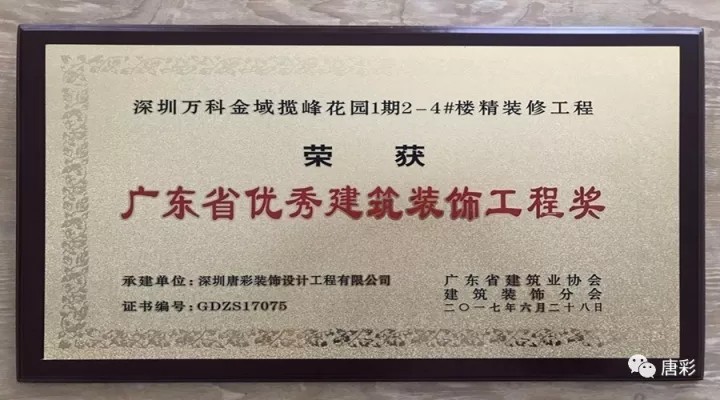 深圳万科金域揽峰花园1期2-4#楼精装修工程
荣 获
广东省优秀建筑装饰工程奖
承建单位：深圳唐彩装饰设计工程有限公司
证书编号：GDZS17075
广东省建筑业协会
建筑装饰分会
二〇一七年六月二十八日
唐彩